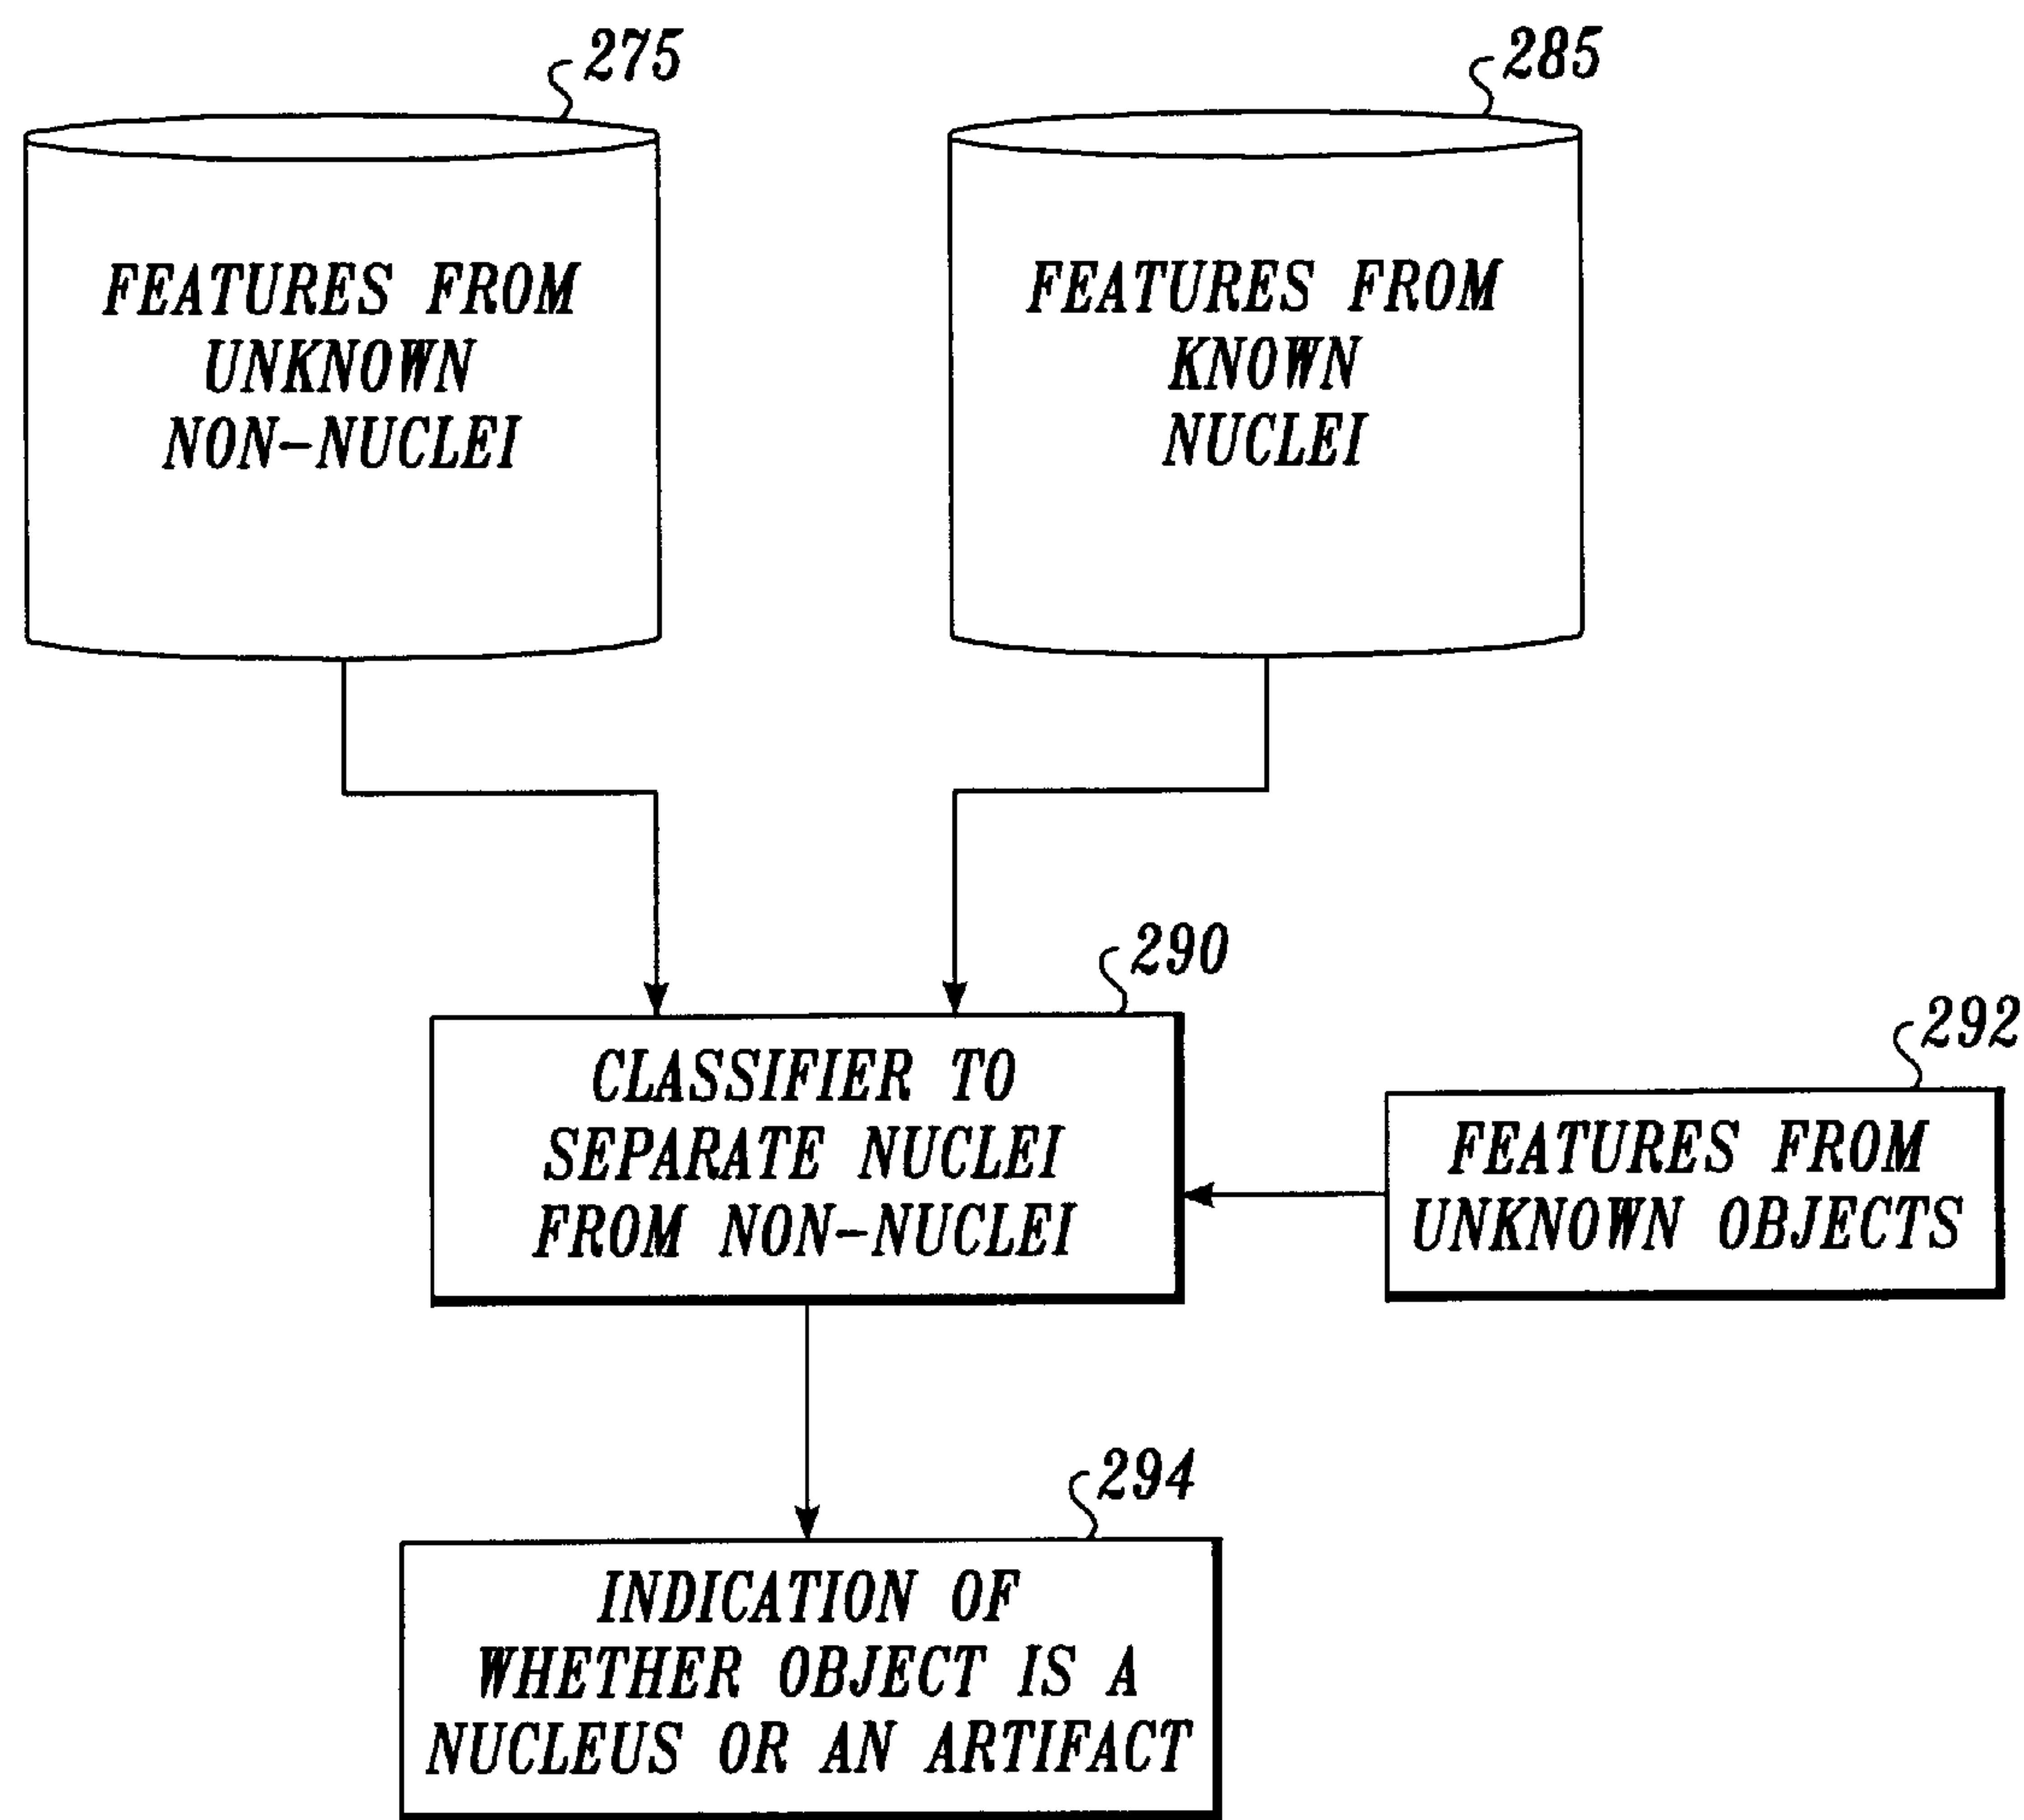 275
285
FEATURES FROM
UNKNOWN
NON-NUCLEI
FEATURES FROM
KNOWN
NUCLEI
290
CLASSIFIER TO
SEPARATE NUCLEI
FROM NON-NUCLEI
292
FEATURES FROM
UNKNOWN OBJECTS
294
INDICATION OF
WHETHER OBJECT IS A
NUCLEUS OR AN ARTIFACT